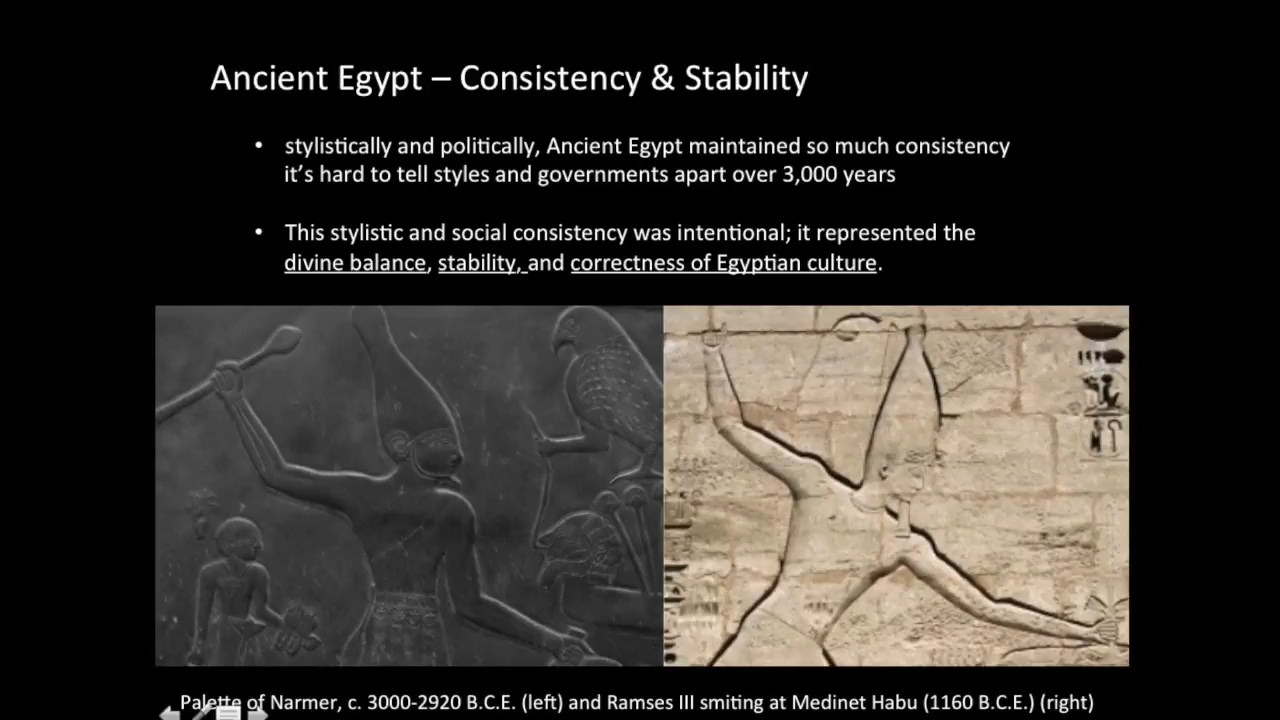 Ancient Egypt – Consistency & Stability
• stylistically and politically, Ancient Egypt maintained so much consistency
it’s hard to tell styles and governments apart over 3,000 years
• This stylistic and social consistency was intentional; it represented the
divine balance, stability, and correctness of Egyptian culture.
Palette of Narmer, c. 3000-2920 B.C.E. (left) and Ramses III smiting at Medinet Habu (1160 B.C.E.) (right)